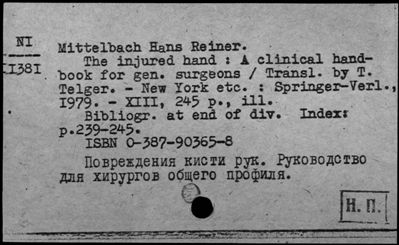 NI
I38I
Mittelbach Hans Reiner.
The injured hand : A clinical hand-
book for gen. surgeons / Transl. by T.
Telger. - New York etc. : Springer-Verl.,
I979. - XIII, 245 p., ill.
Bibliogr. at end of div. Index:
p.239-245.
ISBN 0-387-90365-8
Повреждения кисти рук. Руководство
для хирургов общего профиля.
Н. П.